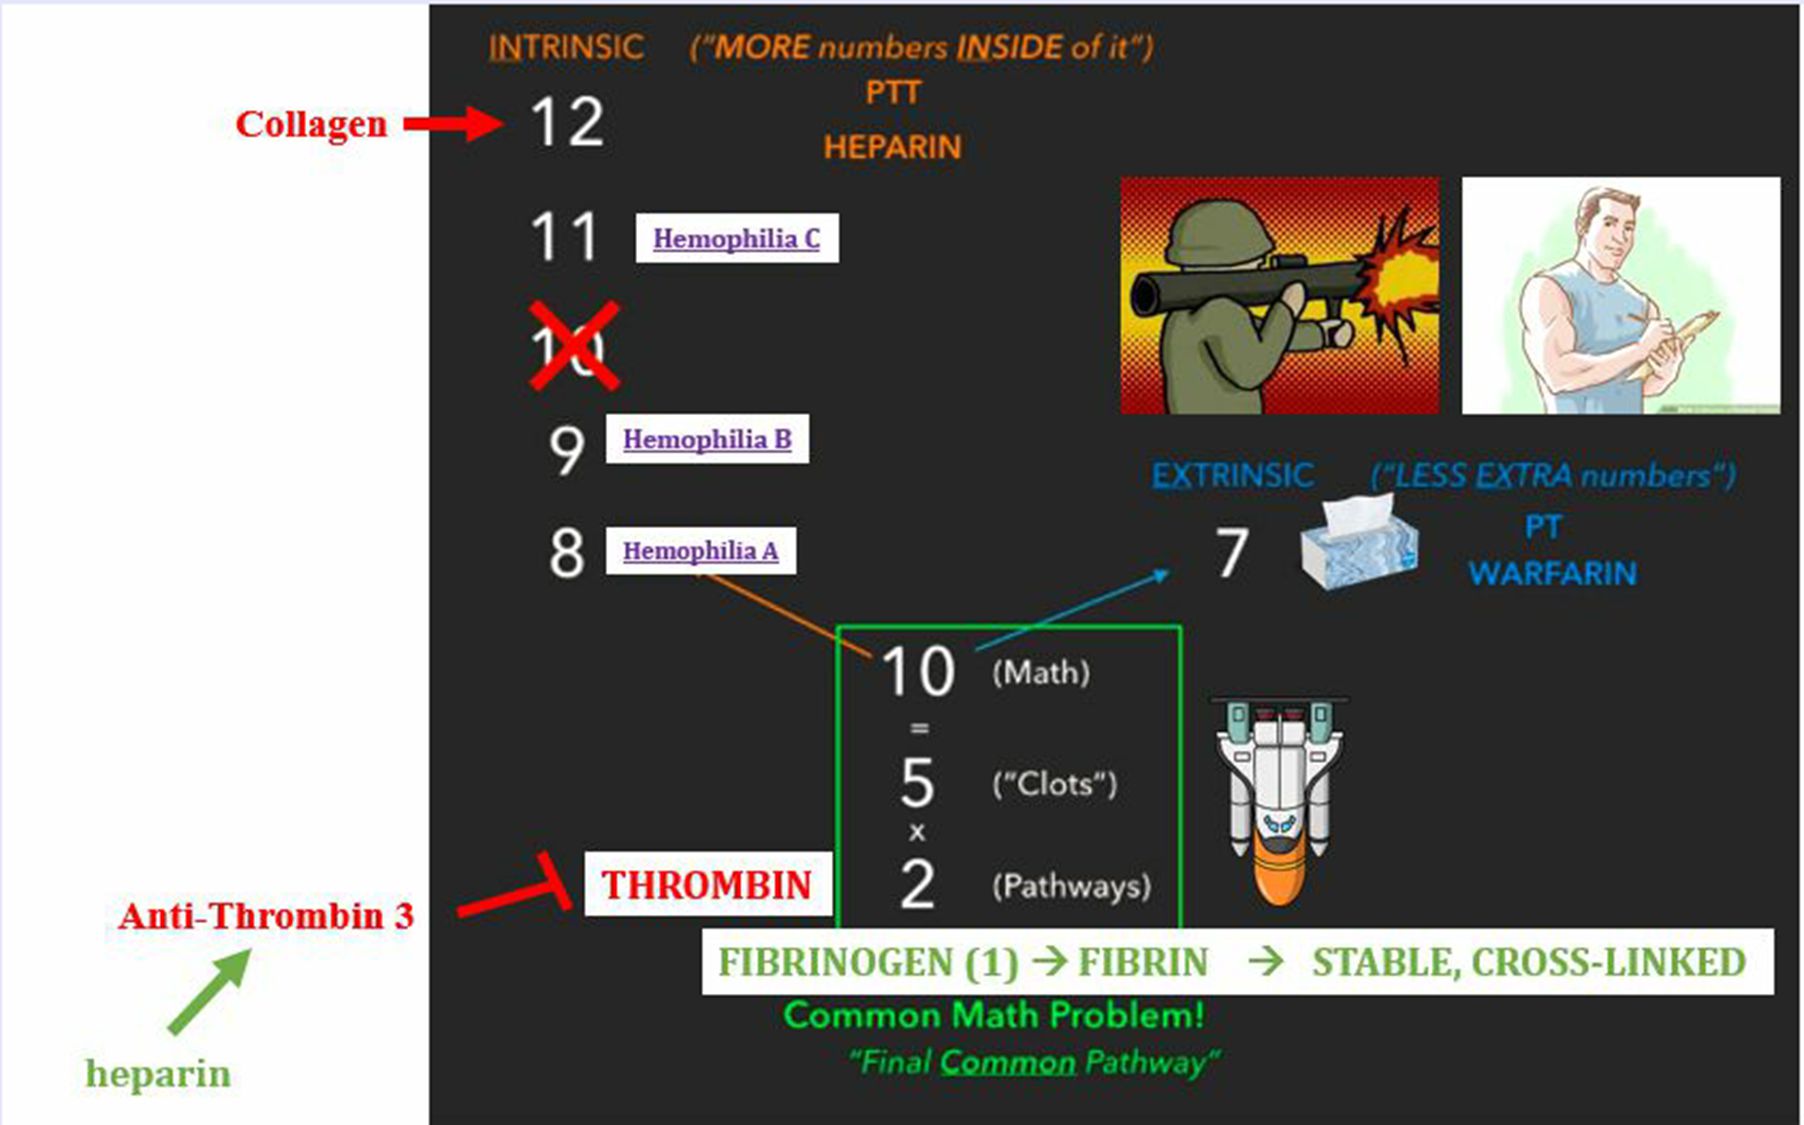 INTRINSIC ("MORE numbers INSIDE of it")
PTT
HEPARIN
Collagen
12
11
Hemophilia C
10
9
Hemophilia B
8
Hemophilia A
EXTRINSIC ("LESS EXTRA numbers")
7
PT
WARFARIN
10 (Math)
=
5 ("Clots")
x
2 (Pathways)
THROMBIN
Anti-Thrombin 3
heparin
FIBRINOGEN (1) → FIBRIN → STABLE, CROSS-LINKED
Common Math Problem!
"Final Common Pathway"